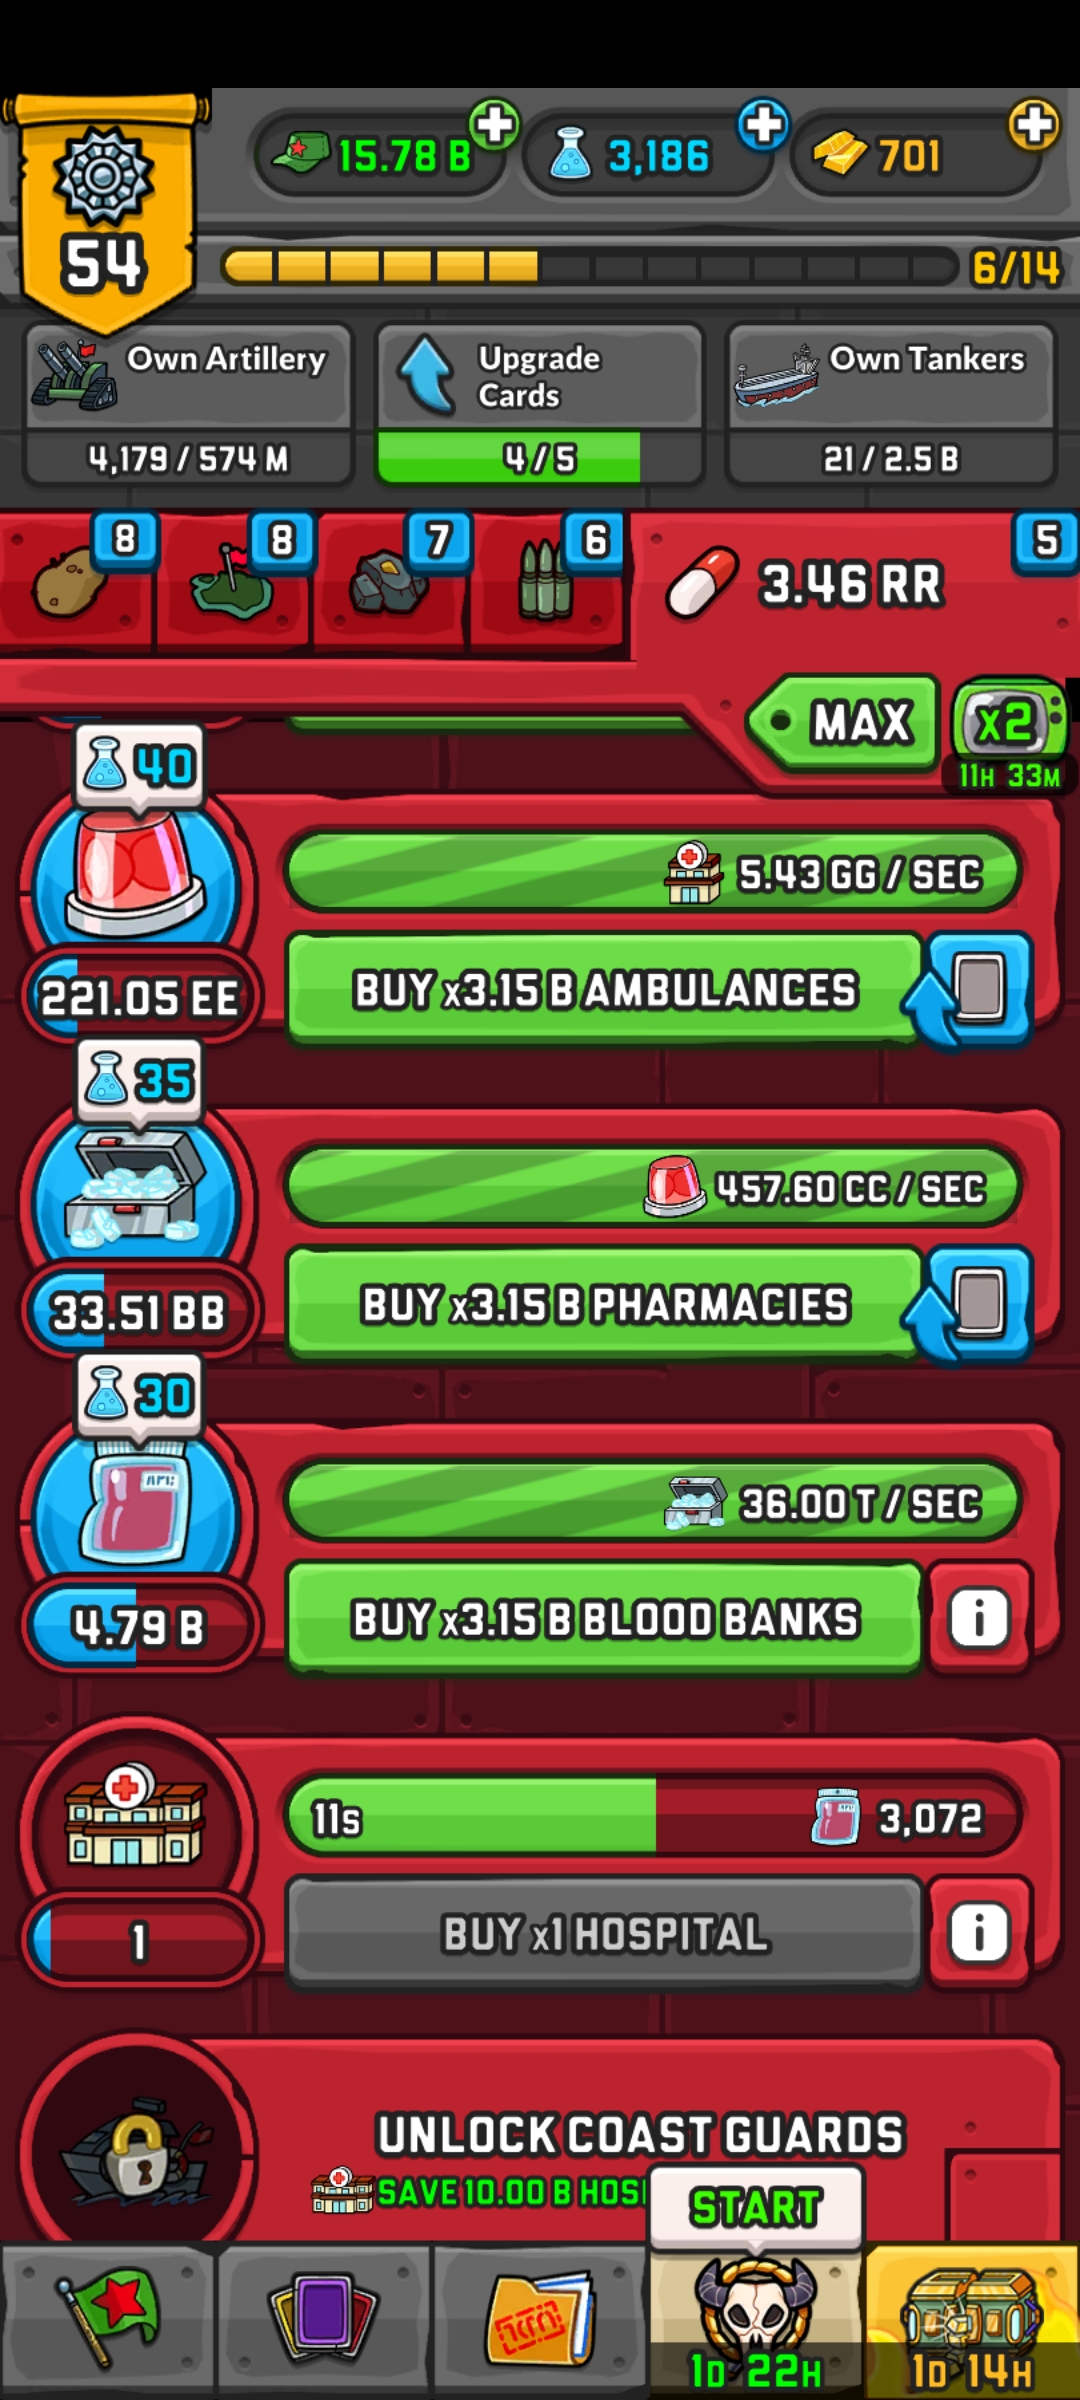 54
15.78 B
3,186
701
6/14
Own Artillery
4,179 / 574 M
Upgrade
Cards
4 / 5
Own Tankers
21 / 2.5 B
8
8
7
6
3.46 RR
5
MAX
x2
11H 33M
40
5.43 GG / SEC
221.05 EE
BUY x3.15 B AMBULANCES
35
457.60 CC / SEC
33.51 BB
BUY x3.15 B PHARMACIES
30
36.00 T / SEC
4.79 B
BUY x3.15 B BLOOD BANKS
i
11s
3,072
1
BUY x1 HOSPITAL
i
UNLOCK COAST GUARDS
SAVE 10.00 B HOSI
START
1D 22H
1D 14H